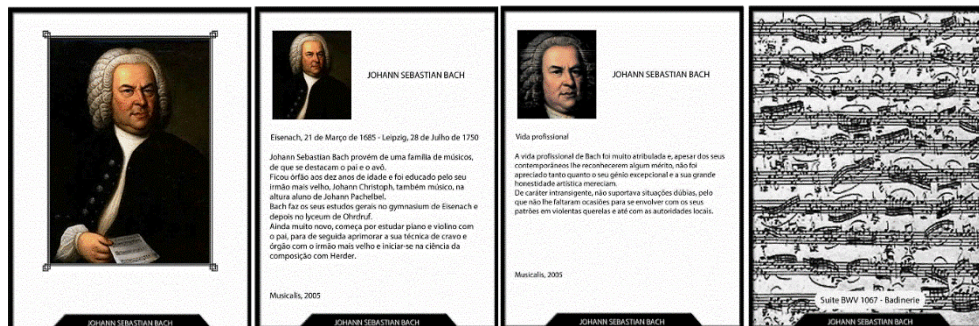 JOHANN SEBASTIAN BACH
JOHANN SEBASTIAN BACH
Eisenach, 21 de Março de 1685 - Leipzig, 28 de Julho de 1750
Johann Sebastian Bach provém de uma família de músicos,
de que se destacam o pai e o avô.
Ficou órfão aos dez anos de idade e foi educado pelo seu
irmão mais velho, Johann Christoph, também músico, na
altura aluno de Johann Pachelbel.
Bach faz os seus estudos gerais no gymnasium de Eisenach e
depois no lyceum de Ohrdruf.
Ainda muito novo, começa por estudar piano e violino com
o pai, para de seguida aprimorar a sua técnica de cravo e
órgão com o irmão mais velho e iniciar-se na ciência da
composição com Herder.
Musicalis, 2005
JOHANN SEBASTIAN BACH
JOHANN SEBASTIAN BACH
Vida profissional
A vida profissional de Bach foi muito atribulada e, apesar dos seus
contemporâneos lhe reconhecerem algum mérito, não foi
apreciado tanto quanto o seu génio excepcional e a sua grande
honestidade artística mereciam.
De caráter intransigente, não suportava situações dúbias, pelo
que não lhe faltaram ocasiões para se envolver com os seus
patrões em violentas querelas e até com as autoridades locais.
Musicalis, 2005
JOHANN SEBASTIAN BACH
Suite BWV 1067 - Badinerie
JOHANN SEBASTIAN BACH